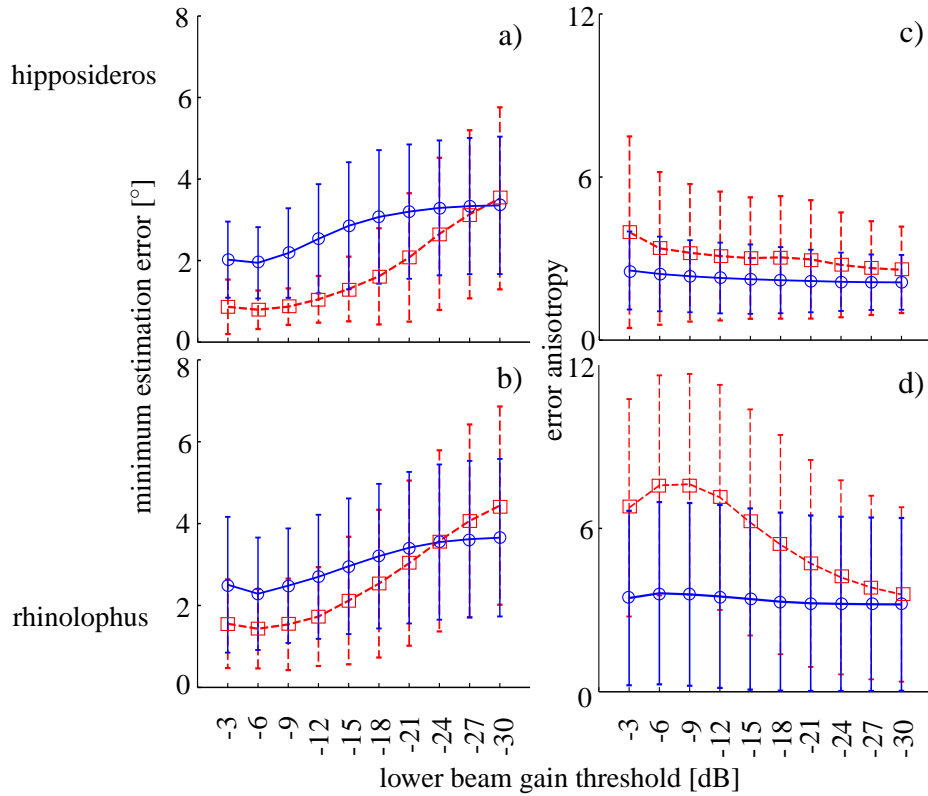 hipposideros
rhinolophus
minimum estimation error [°]
8
6
4
2
0
a)
8
6
4
2
0
b)
error anisotropy
12
6
0
c)
12
6
0
d)
-3 -6 -9 -12 -15 -18 -21 -24 -27 -30
-3 -6 -9 -12 -15 -18 -21 -24 -27 -30
lower beam gain threshold [dB]